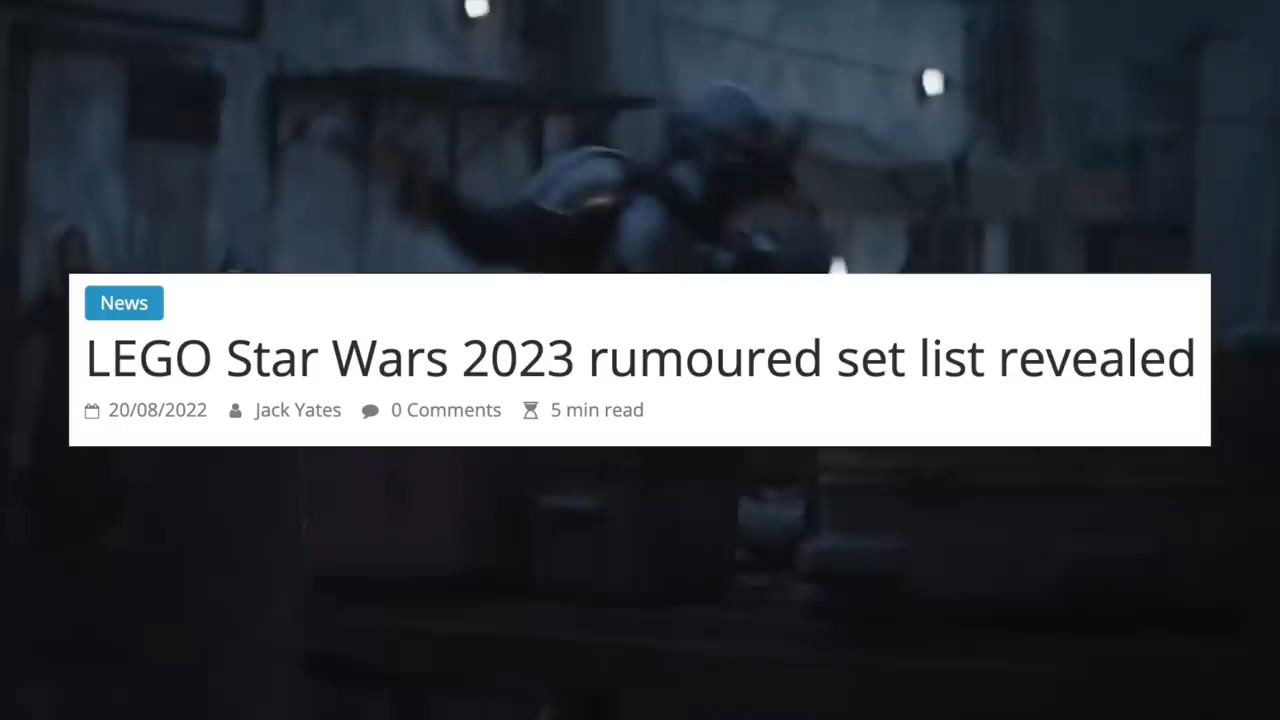 News
LEGO Star Wars 2023 rumoured set list revealed
20/08/2022 Jack Yates 0 Comments 5 min read